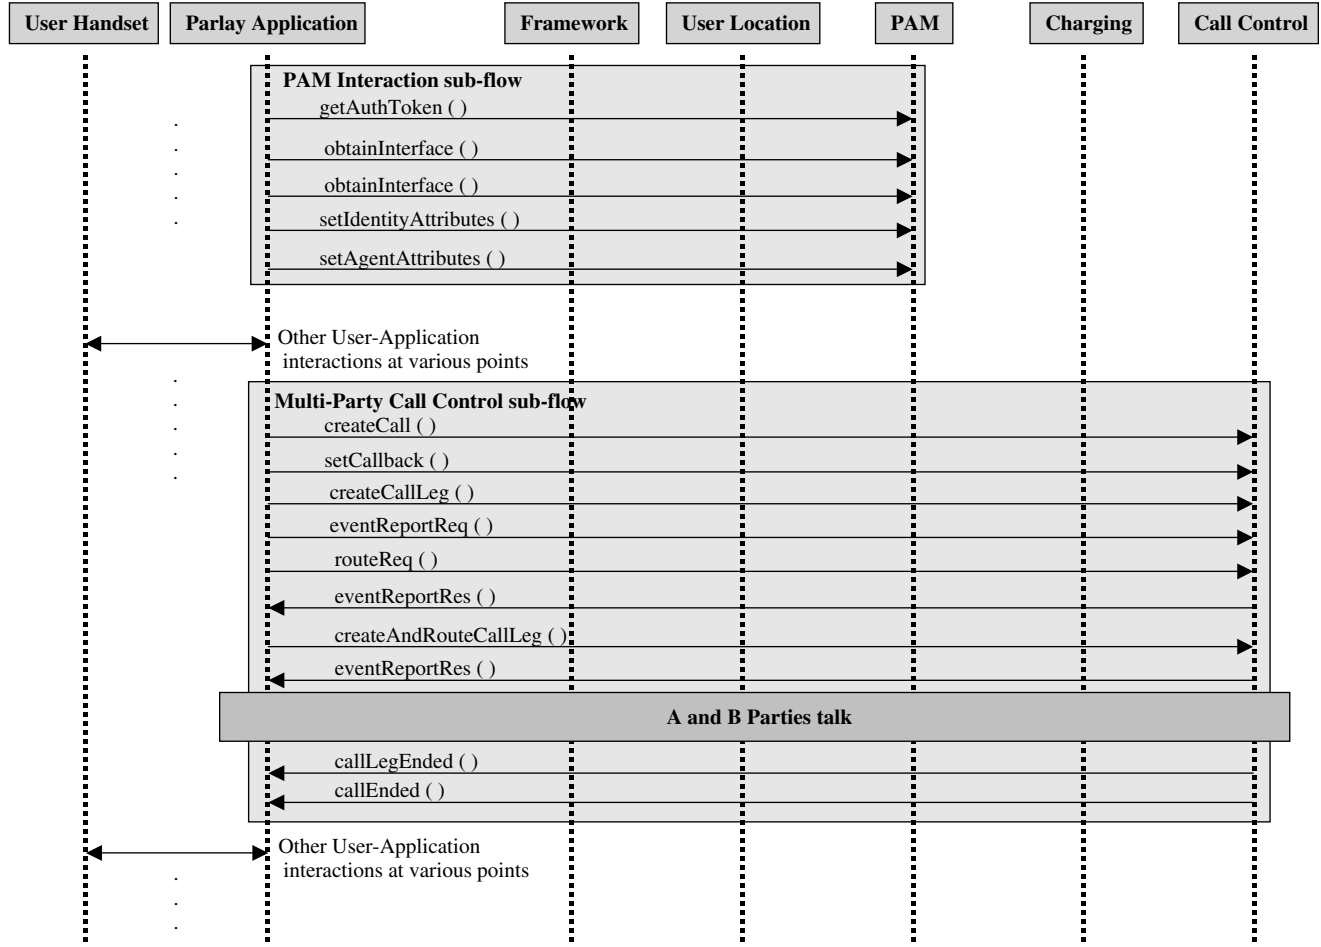 User Handset
Parlay Application
Framework
User Location
PAM
Charging
Call Control
PAM Interaction sub-flow
getAuthToken ( )
obtainInterface ( )
obtainInterface ( )
setIdentityAttributes ( )
setAgentAttributes ( )
Other User-Application
interactions at various points
Multi-Party Call Control sub-flow
createCall ( )
setCallback ( )
createCallLeg ( )
eventReportReq ( )
routeReq ( )
eventReportRes ( )
createAndRouteCallLeg ( )
eventReportRes ( )
A and B Parties talk
callLegEnded ( )
callEnded ( )
Other User-Application
interactions at various points